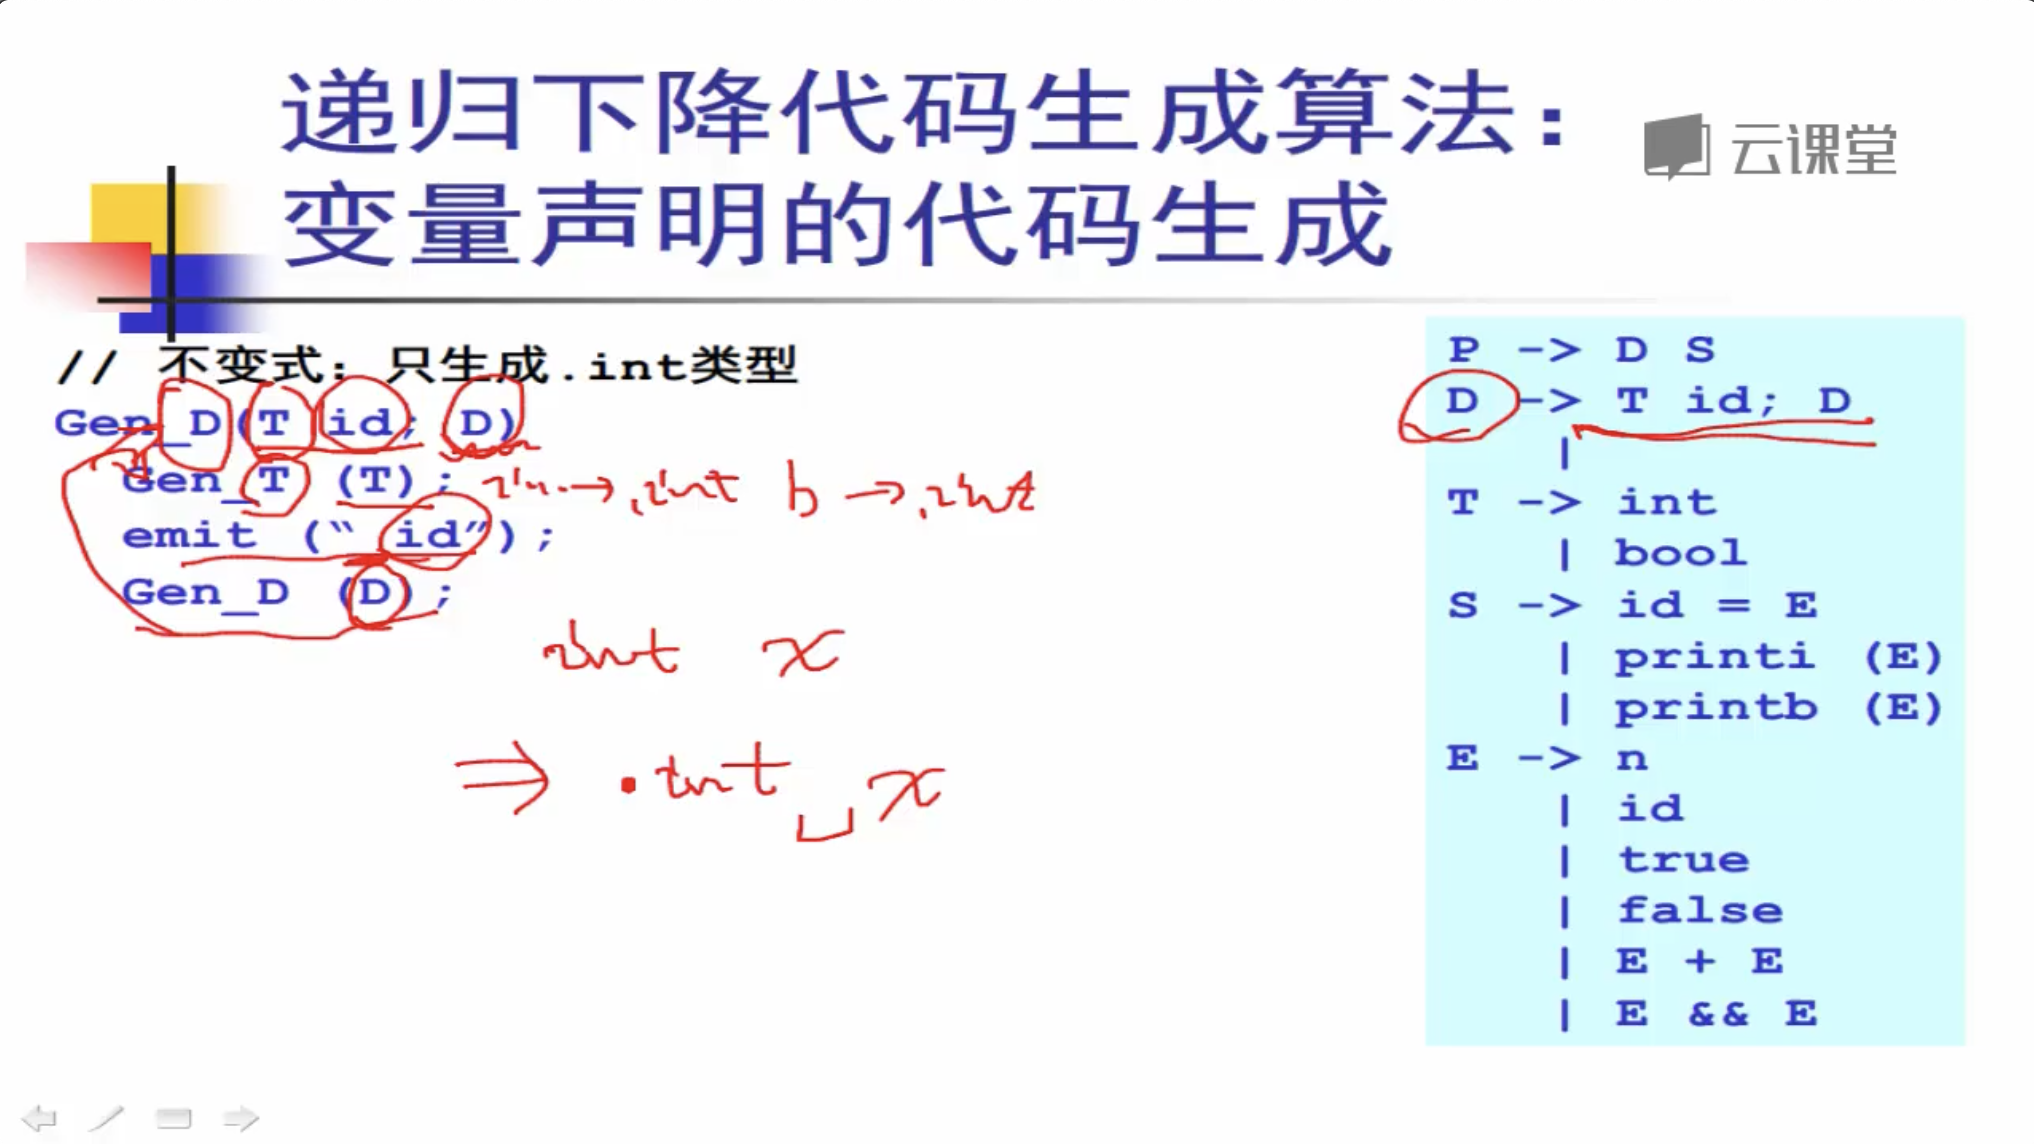 递归下降代码生成算法：
变量声明的代码生成
云课堂
// 不变式：只生成.int类型
Gen_D(T id; D)
Gen_T (T);
emit (“ id”);
Gen_D (D);
→ .int b → .int
int x
⇒ .int ␣ x
P -> D S
D -> T id; D
|
T -> int
| bool
S -> id = E
| printi (E)
| printb (E)
E -> n
| id
| true
| false
| E + E
| E && E